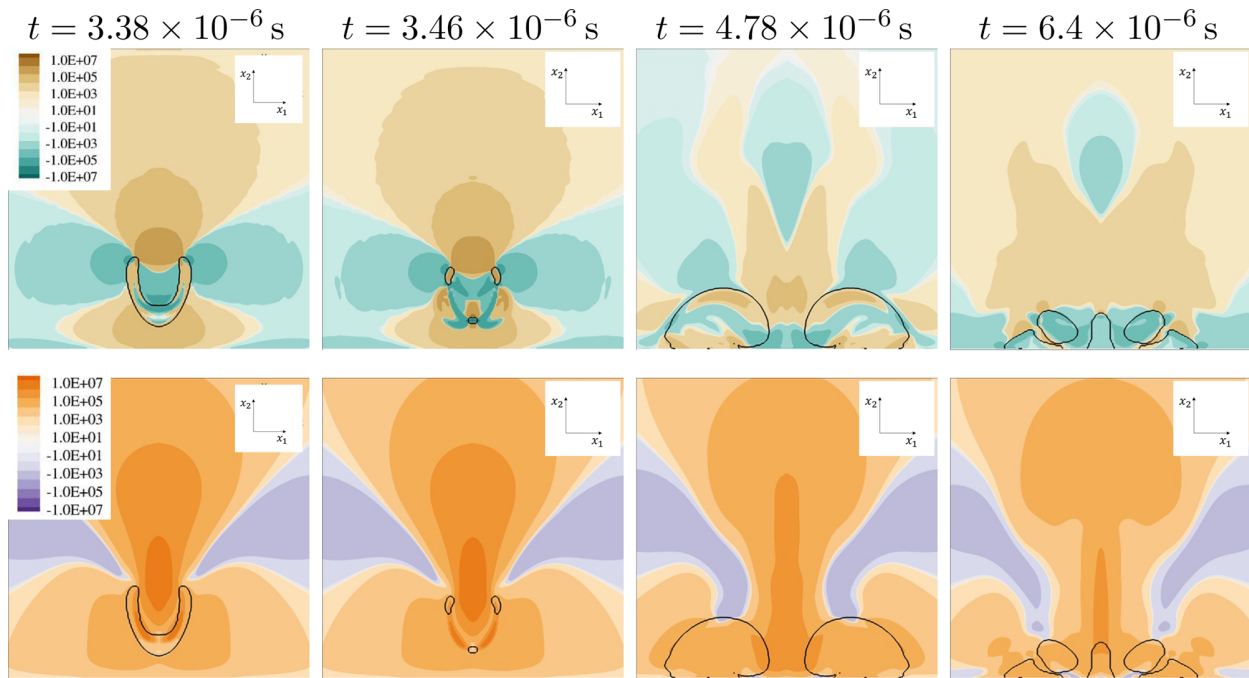 t = 3.38 × 10⁻⁶ s
t = 3.46 × 10⁻⁶ s
t = 4.78 × 10⁻⁶ s
t = 6.4 × 10⁻⁶ s
1.0E+07
1.0E+05
1.0E+03
1.0E+01
-1.0E+01
-1.0E+03
-1.0E+05
-1.0E+07
x₂
x₁
x₂
x₁
x₂
x₁
x₂
x₁
1.0E+07
1.0E+05
1.0E+03
1.0E+01
-1.0E+01
-1.0E+03
-1.0E+05
-1.0E+07
x₂
x₁
x₂
x₁
x₂
x₁
x₂
x₁